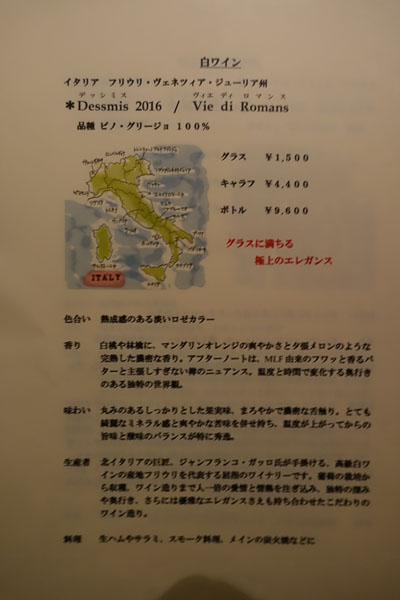 白ワイン
イタリア フリウリ・ヴェネツィア・ジューリア州
デッシミス ヴィエ ディ ロマンス
*Dessmis 2016 / Vie di Romans
品種 ピノ・グリージョ 100%
グラス ¥1,500
キャラフ ¥4,400
ボトル ¥9,600
グラスに満ちる
極上のエレガンス
ITALY
色合い 熟成感のある淡いロゼカラー
香り 白桃や林檎に、マンダリンオレンジの爽やかさと夕張メロンのような
完熟した濃密な香り。アフターノートは、MLF由来のフワッと香るバ
ターと主張しすぎない樽のニュアンス。温度と時間で変化する奥行き
のある独特の世界観。
味わい 丸みのあるしっかりとした果実味、まろやかで濃密な舌触り。とても
綺麗なミネラル感と爽やかな苦味を併せ持ち、温度が上がってからの
旨味と酸味のバランスが特に秀逸。
生産者 北イタリアの巨匠、ジャンフランコ・ガッロ氏が手掛ける、高級白ワ
インの産地フリウリを代表する屈指のワイナリーです。葡萄の栽培か
ら収穫、ワイン造りまで人一倍の愛情と情熱を注ぎ込み、独特の深み
や奥行き、さらには優雅なエレガンスさえも持ち合わせたこだわりの
ワイン造り。
料理 生ハムやサラミ、スモーク料理、メインの炭火焼などに